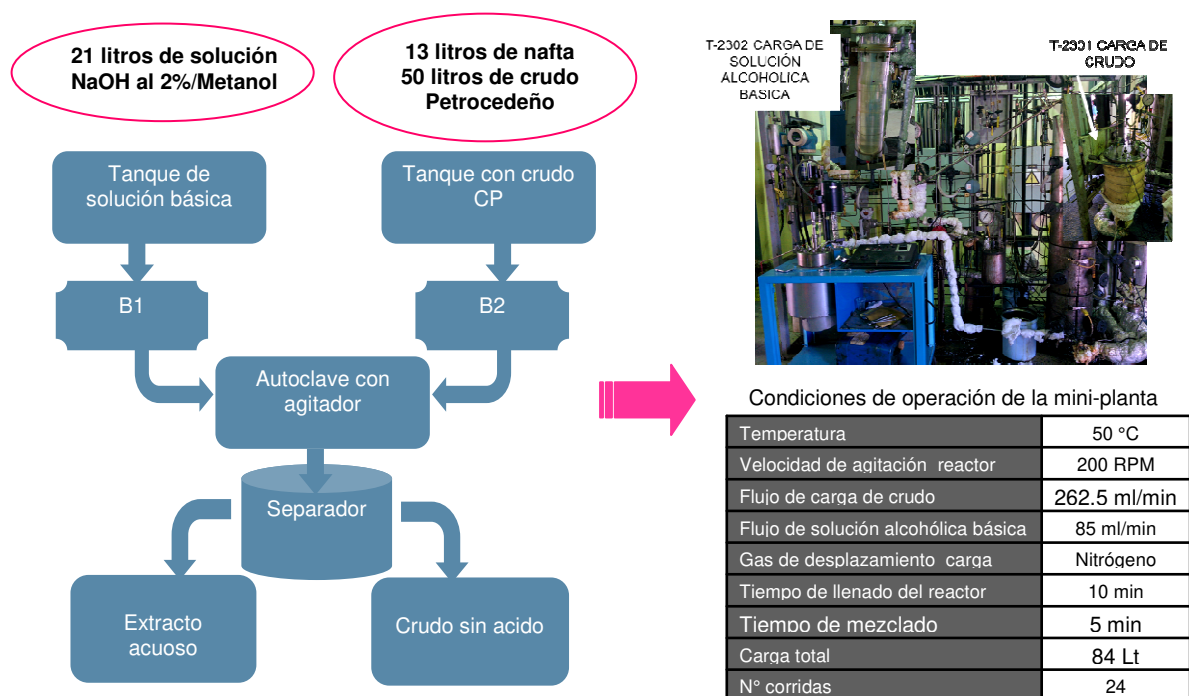 21 litros de solución
NaOH al 2%/Metanol
13 litros de nafta
50 litros de crudo
Petrocedeño
T-2302 CARGA DE
SOLUCIÓN
ALCOHOLICA
BASICA
T-2301 CARGA DE
CRUDO
Tanque de
solución básica
Tanque con crudo
CP
B1
B2
Autoclave con
agitador
Separador
Extracto
acuoso
Crudo sin acido
Condiciones de operación de la mini-planta
Temperatura 50 °C
Velocidad de agitación reactor 200 RPM
Flujo de carga de crudo 262.5 ml/min
Flujo de solución alcohólica básica 85 ml/min
Gas de desplazamiento carga Nitrógeno
Tiempo de llenado del reactor 10 min
Tiempo de mezclado 5 min
Carga total 84 Lt
N° corridas 24